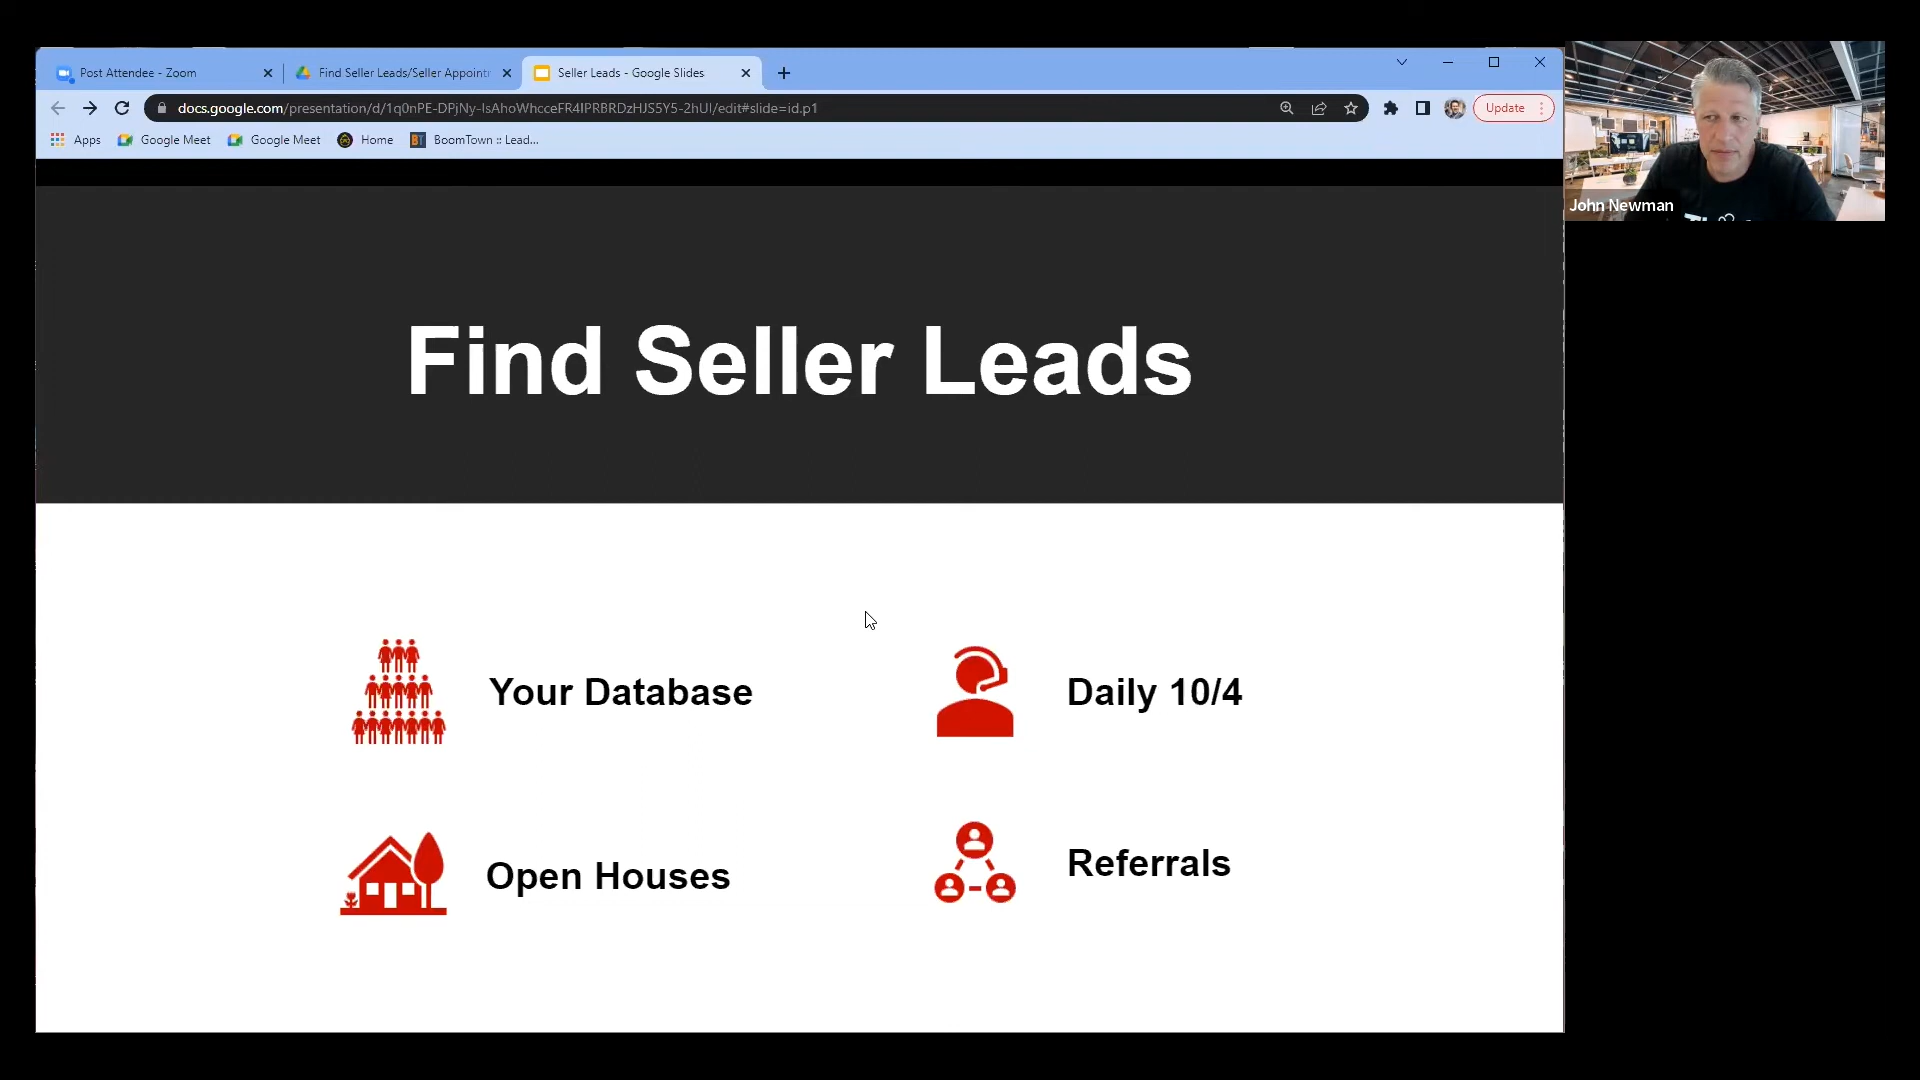 Post Attendee - Zoom
Find Seller Leads/Seller Appointr
Seller Leads - Google Slides
docs.google.com/presentation/d/1q0nPE-DPjNy-IsAhoWhcceFR4IPRBRDzHJS5Y5-2hUI/edit#slide=id.p1
Update
Apps
Google Meet
Google Meet
Home
BT
BoomTown :: Lead...
John Newman
Find Seller Leads
Your Database
Daily 10/4
Open Houses
Referrals